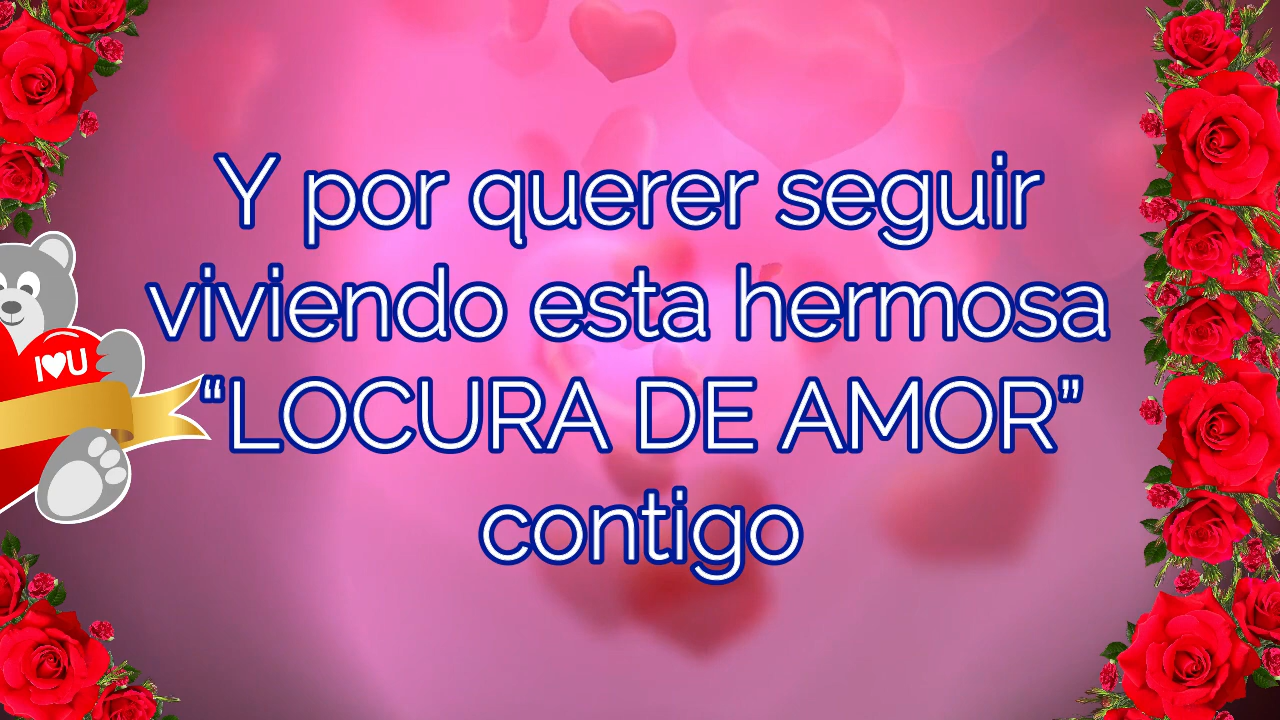 Y por querer seguir
viviendo esta hermosa
“LOCURA DE AMOR”
contigo
I♥U